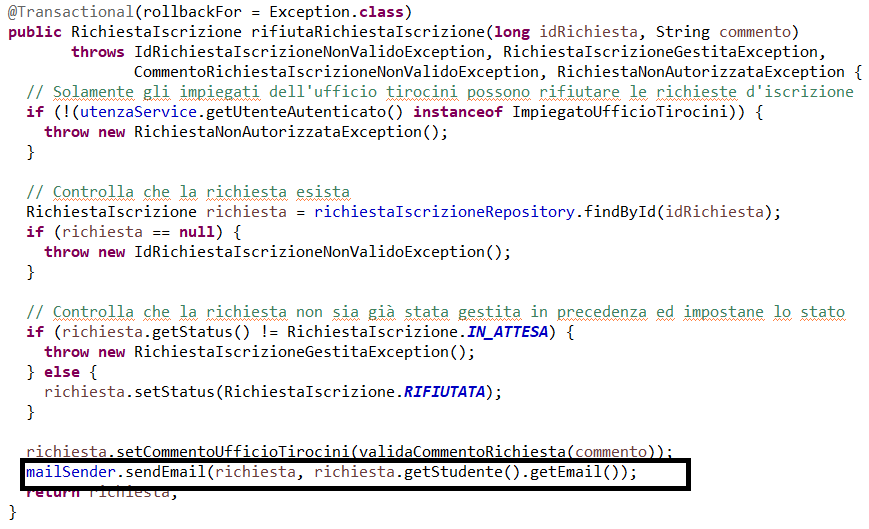 @Transactional(rollbackFor = Exception.class)
public RichiestaIscrizione rifiutaRichiestaIscrizione(long idRichiesta, String commento)
throws IdRichiestaIscrizioneNonValidoException, RichiestaIscrizioneGestitaException,
CommentoRichiestaIscrizioneNonValidoException, RichiestaNonAutorizzataException {
// Solamente gli impiegati dell'ufficio tirocini possono rifiutare le richieste d'iscrizione
if (!(utenzaService.getUtenteAutenticato() instanceof ImpiegatoUfficioTirocini)) {
throw new RichiestaNonAutorizzataException();
}
// Controlla che la richiesta esista
RichiestaIscrizione richiesta = richiestaIscrizioneRepository.findById(idRichiesta);
if (richiesta == null) {
throw new IdRichiestaIscrizioneNonValidoException();
}
// Controlla che la richiesta non sia già stata gestita in precedenza ed impostane lo stato
if (richiesta.getStatus() != RichiestaIscrizione.IN_ATTESA) {
throw new RichiestaIscrizioneGestitaException();
} else {
richiesta.setStatus(RichiestaIscrizione.RIFIUTATA);
}
richiesta.setCommentoUfficioTirocini(validaCommentoRichiesta(commento));
mailSender.sendEmail(richiesta, richiesta.getStudente().getEmail());
return richiesta;
}